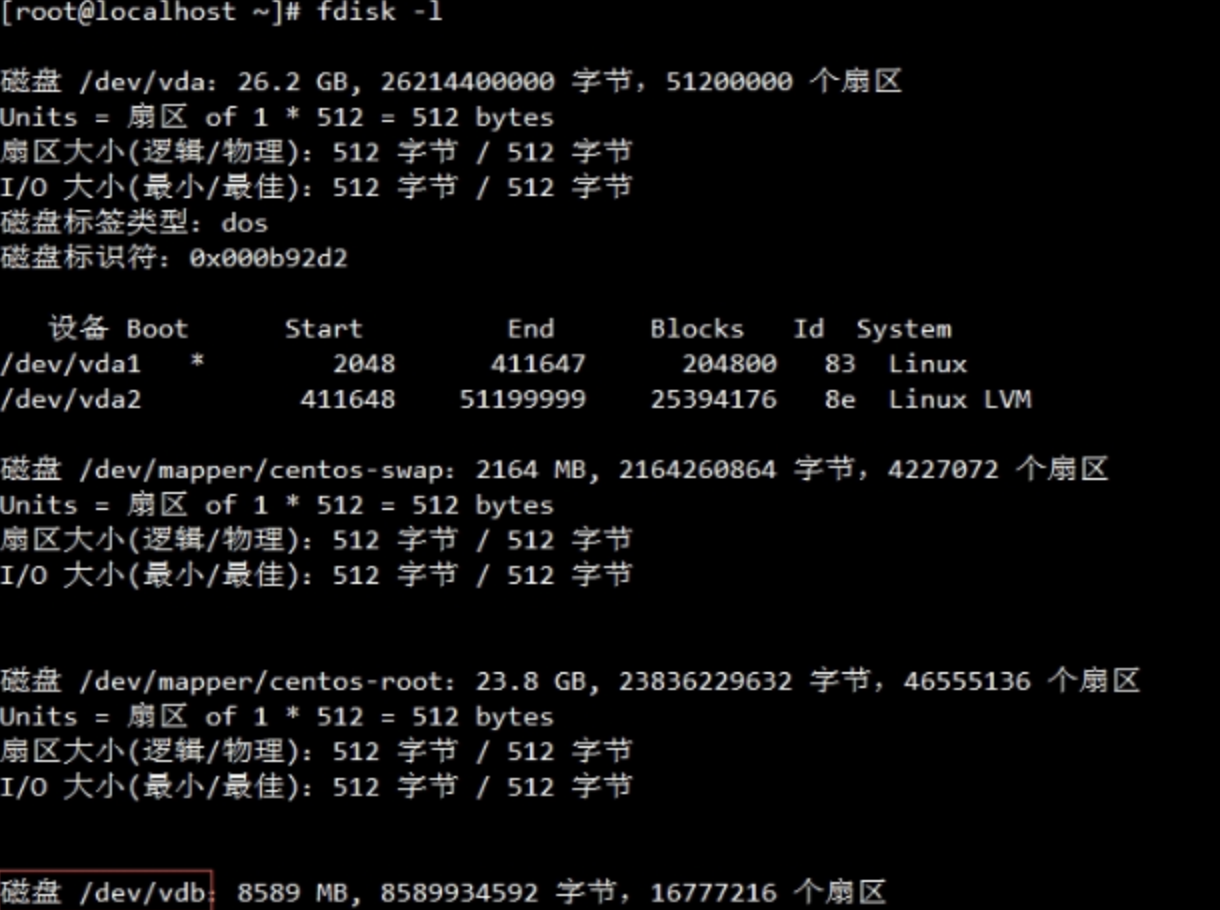 [root@localhost ~]# fdisk -l
磁盘 /dev/vda：26.2 GB, 26214400000 字节，51200000 个扇区
Units = 扇区 of 1 * 512 = 512 bytes
扇区大小(逻辑/物理)：512 字节 / 512 字节
I/O 大小(最小/最佳)：512 字节 / 512 字节
磁盘标签类型：dos
磁盘标识符：0x000b92d2
设备 Boot      Start         End      Blocks   Id  System
/dev/vda1   *        2048      411647      204800   83  Linux
/dev/vda2          411648    51199999    25394176   8e  Linux LVM
磁盘 /dev/mapper/centos-swap：2164 MB, 2164260864 字节，4227072 个扇区
Units = 扇区 of 1 * 512 = 512 bytes
扇区大小(逻辑/物理)：512 字节 / 512 字节
I/O 大小(最小/最佳)：512 字节 / 512 字节
磁盘 /dev/mapper/centos-root：23.8 GB, 23836229632 字节，46555136 个扇区
Units = 扇区 of 1 * 512 = 512 bytes
扇区大小(逻辑/物理)：512 字节 / 512 字节
I/O 大小(最小/最佳)：512 字节 / 512 字节
磁盘 /dev/vdb：8589 MB, 8589934592 字节，16777216 个扇区